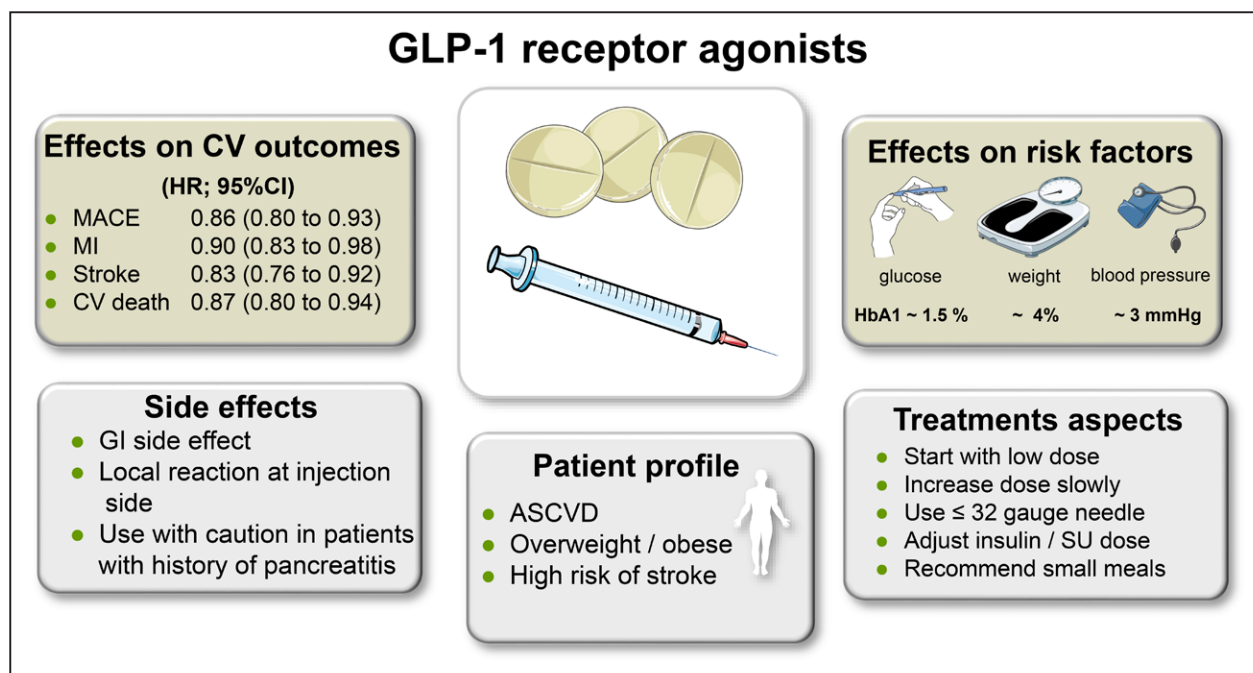 GLP-1 receptor agonists
Effects on CV outcomes
(HR; 95%CI)
MACE 0.86 (0.80 to 0.93)
MI 0.90 (0.83 to 0.98)
Stroke 0.83 (0.76 to 0.92)
CV death 0.87 (0.80 to 0.94)
Effects on risk factors
glucose weight blood pressure
HbA1 ~ 1.5 % ~ 4% ~ 3 mmHg
Side effects
GI side effect
Local reaction at injection
side
Use with caution in patients
with history of pancreatitis
Patient profile
ASCVD
Overweight / obese
High risk of stroke
Treatments aspects
Start with low dose
Increase dose slowly
Use ≤ 32 gauge needle
Adjust insulin / SU dose
Recommend small meals